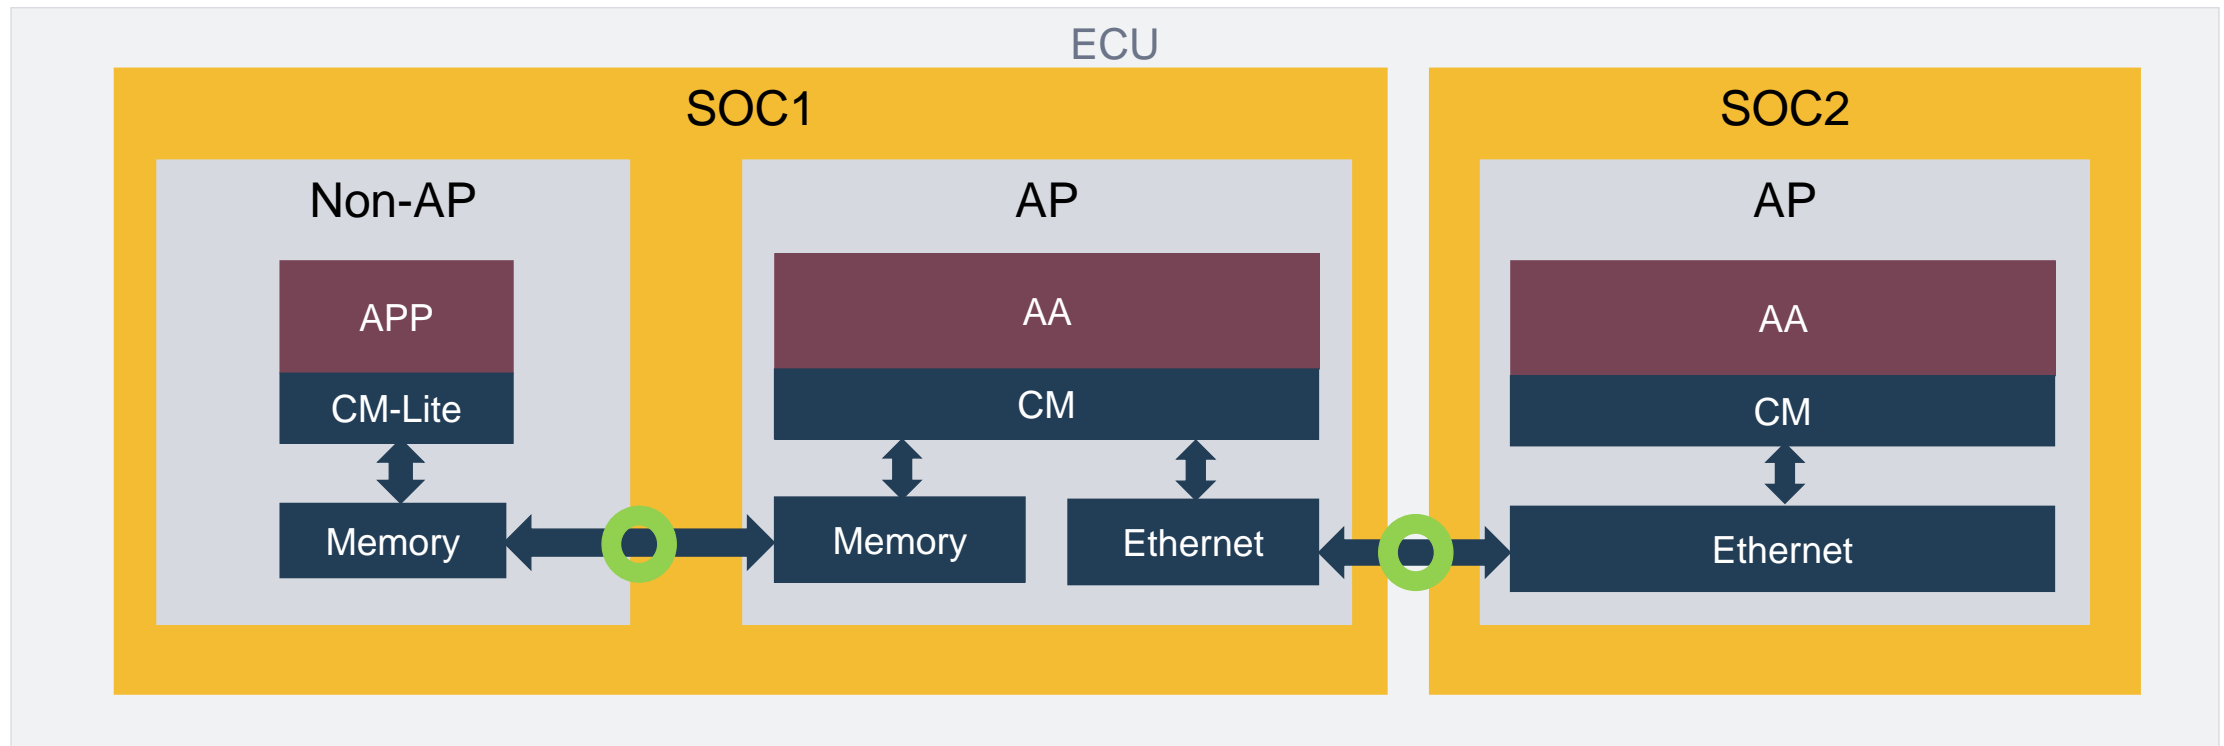 ECU
SOC1
SOC2
Non-AP
AP
AP
APP
AA
AA
CM-Lite
CM
CM
Memory
Memory
Ethernet
Ethernet